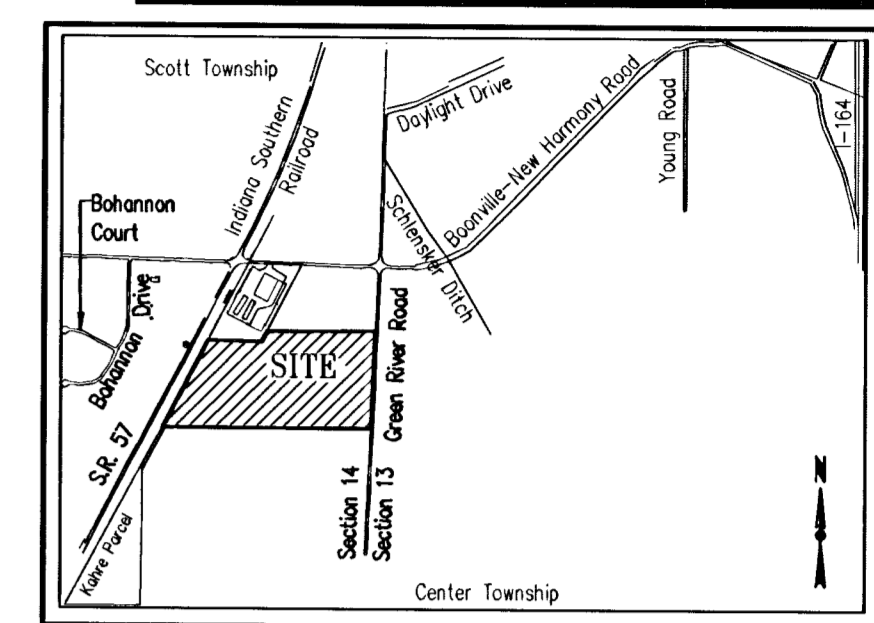 Scott Township
Indiana Southern
Railroad
Daylight Drive
Boonville-New Harmony Road
Young Road
I-164
Bohannon
Court
Schlensker Ditch
Bohannon Drive
SITE
Green River Road
S.R. 57
Section 14
Section 13
Kahre Parcel
N
Center Township